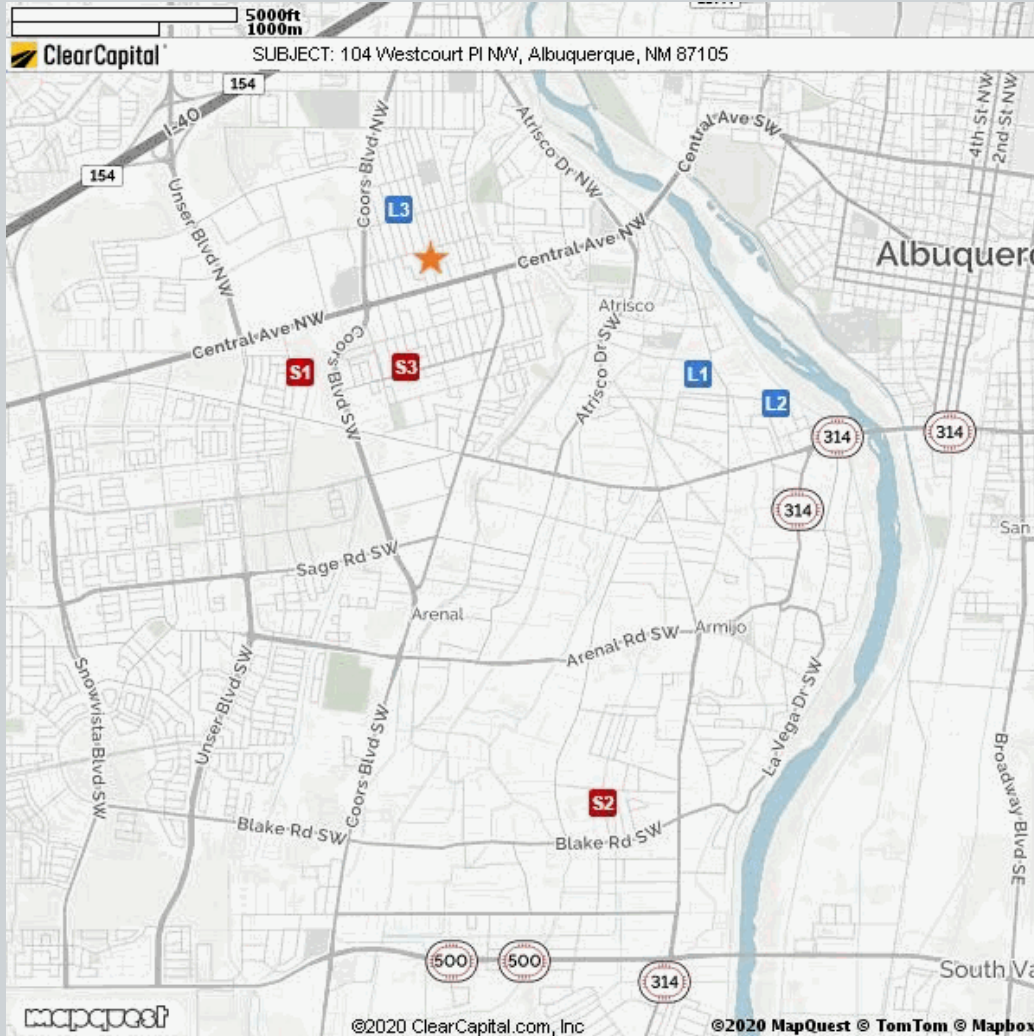 5000ft
1000m
ClearCapital
SUBJECT: 104 Westcourt Pl NW, Albuquerque, NM 87105
154
I-40
154
Unser Blvd NW
Coors Blvd NW
Atrisco Dr NW
Central Ave SW
4th St NW
2nd St NW
L3
Central Ave NW
Albuquerq
Atrisco
Central Ave NW
S1
Coors Blvd SW
S3
Atrisco Dr SW
L1
L2
314
314
314
San
Sage Rd SW
Arenal
Arenal Rd SW
Armijo
Snowvista Blvd SW
Unser Blvd SW
Coors Blvd SW
La Vega Dr SW
Broadway Blvd SE
S2
Blake Rd SW
Blake Rd SW
500
500
314
South Va
mapquest
©2020 ClearCapital.com, Inc
©2020 MapQuest © TomTom © Mapbox